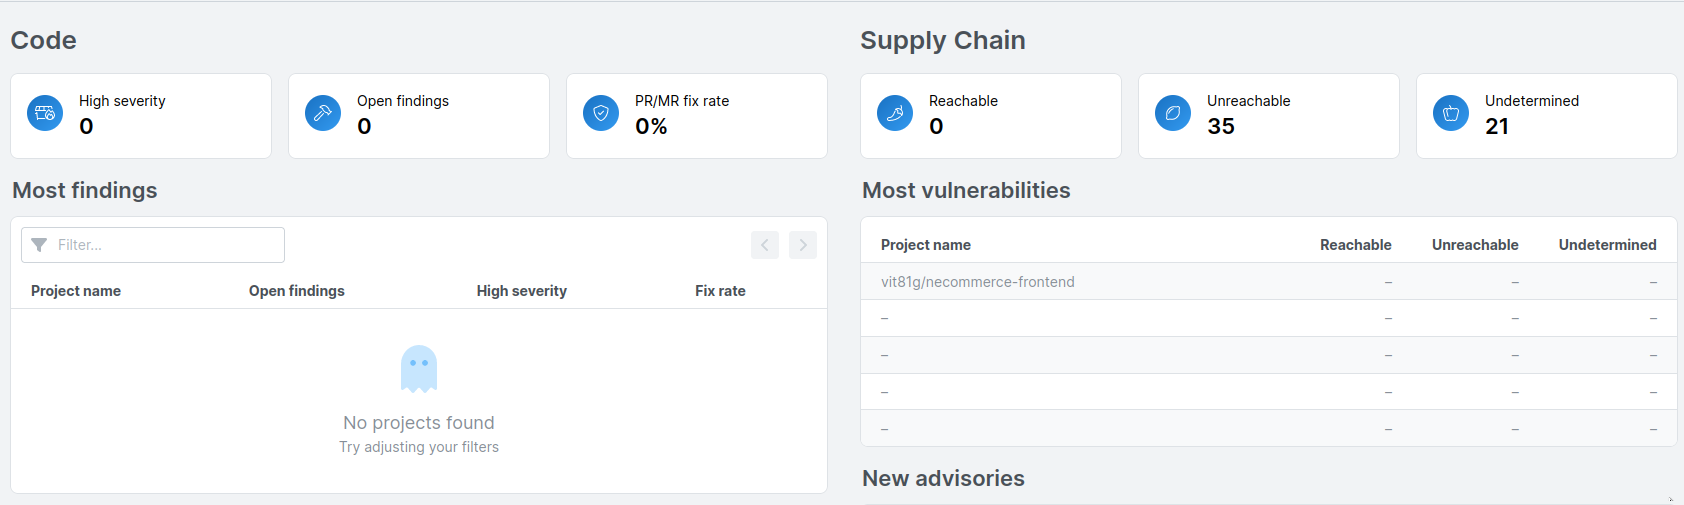 Code
High severity
0
Open findings
0
PR/MR fix rate
0%
Most findings
Filter...
Project name Open findings High severity Fix rate
No projects found
Try adjusting your filters
Supply Chain
Reachable
0
Unreachable
35
Undetermined
21
Most vulnerabilities
Project name Reachable Unreachable Undetermined
vit81g/necommerce-frontend – – –
– – – –
– – – –
– – – –
– – – –
New advisories